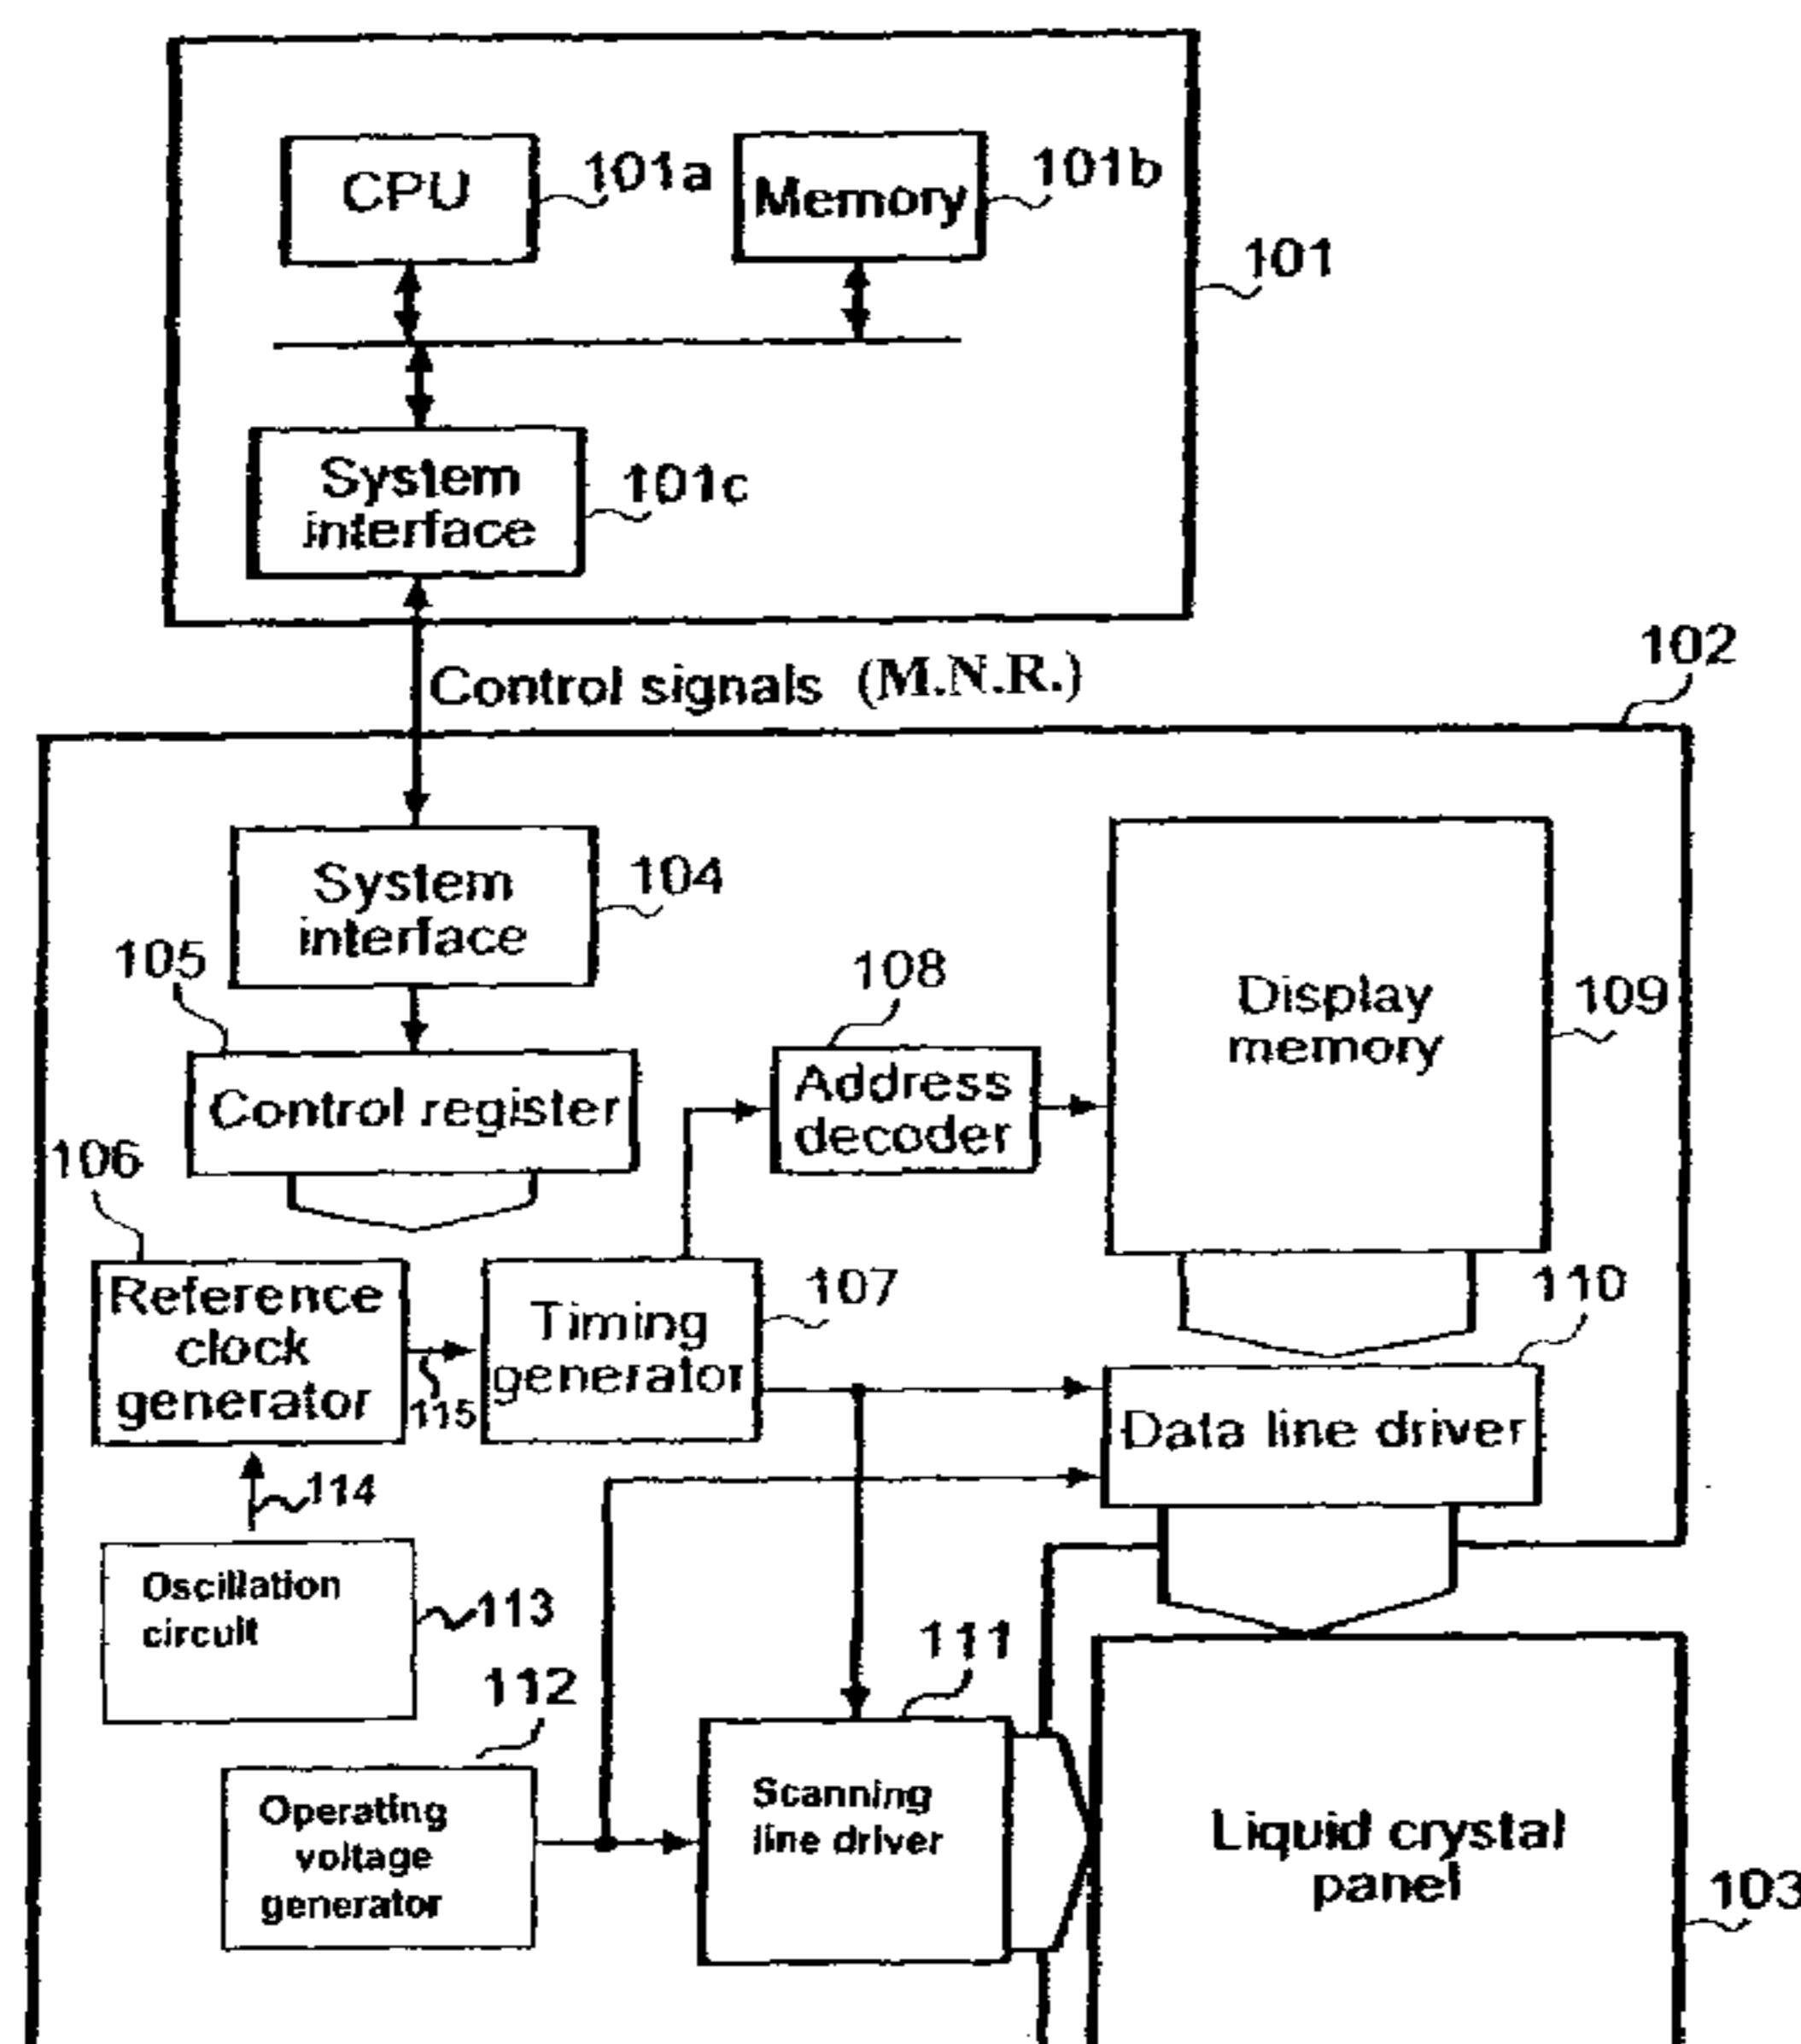 CPU
101a
Memory
101b
101
System
interface
101c
Control signals (M.N.R.)
102
System
interface
104
105
Control register
108
Address
decoder
Display
memory
109
106
Reference
clock
generator
115
Timing
generator
107
110
Data line driver
114
Oscillation
circuit
113
112
111
Operating
voltage
generator
Scanning
line driver
Liquid crystal
panel
103